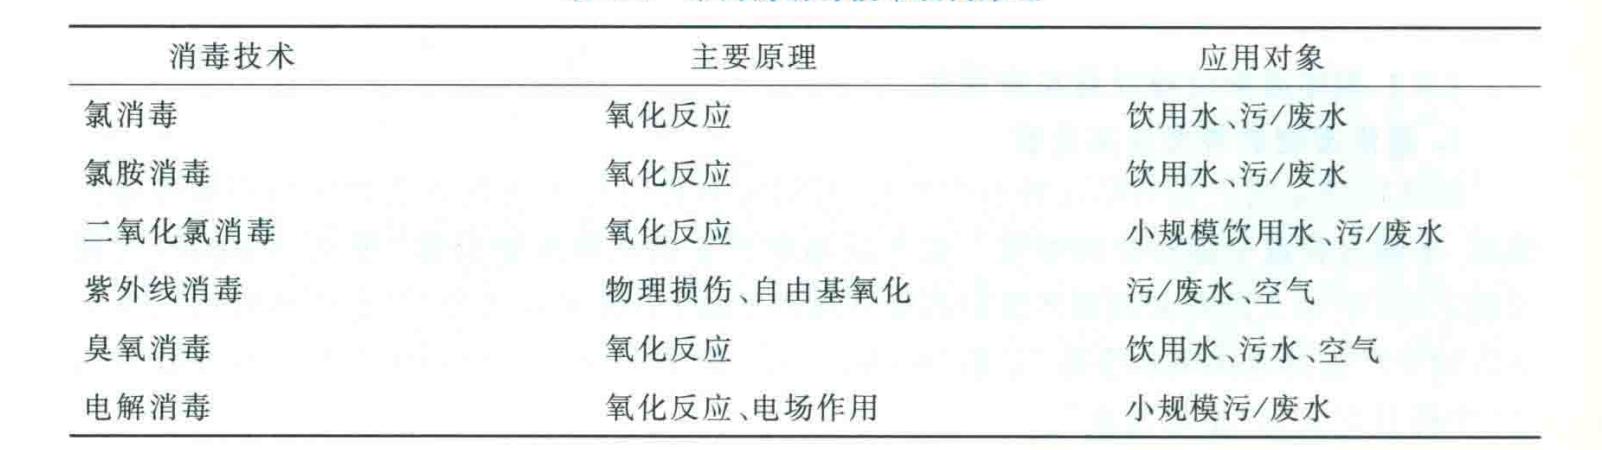 消毒技术 主要原理 应用对象
氯消毒 氧化反应 饮用水、污/废水
氯胺消毒 氧化反应 饮用水、污/废水
二氧化氯消毒 氧化反应 小规模饮用水、污/废水
紫外线消毒 物理损伤、自由基氧化 污/废水、空气
臭氧消毒 氧化反应 饮用水、污水、空气
电解消毒 氧化反应、电场作用 小规模污/废水